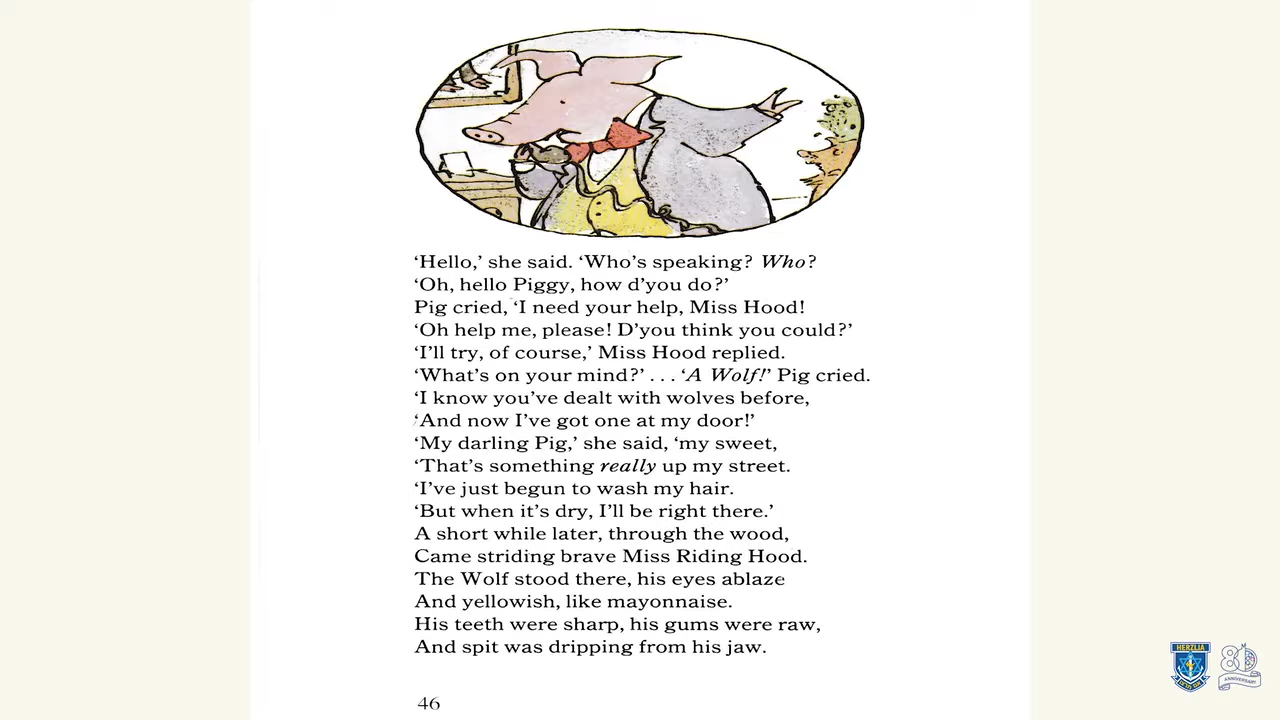 ‘Hello,’ she said. ‘Who’s speaking? Who?
‘Oh, hello Piggy, how d’you do?’
Pig cried, ‘I need your help, Miss Hood!
‘Oh help me, please! D’you think you could?’
‘I’ll try, of course,’ Miss Hood replied.
‘What’s on your mind?’ . . . ‘A Wolf!’ Pig cried.
‘I know you’ve dealt with wolves before,
‘And now I’ve got one at my door!’
‘My darling Pig,’ she said, ‘my sweet,
‘That’s something really up my street.
‘I’ve just begun to wash my hair.
‘But when it’s dry, I’ll be right there.’
A short while later, through the wood,
Came striding brave Miss Riding Hood.
The Wolf stood there, his eyes ablaze
And yellowish, like mayonnaise.
His teeth were sharp, his gums were raw,
And spit was dripping from his jaw.
46
HERZLIA
80
ANNIVERSARY